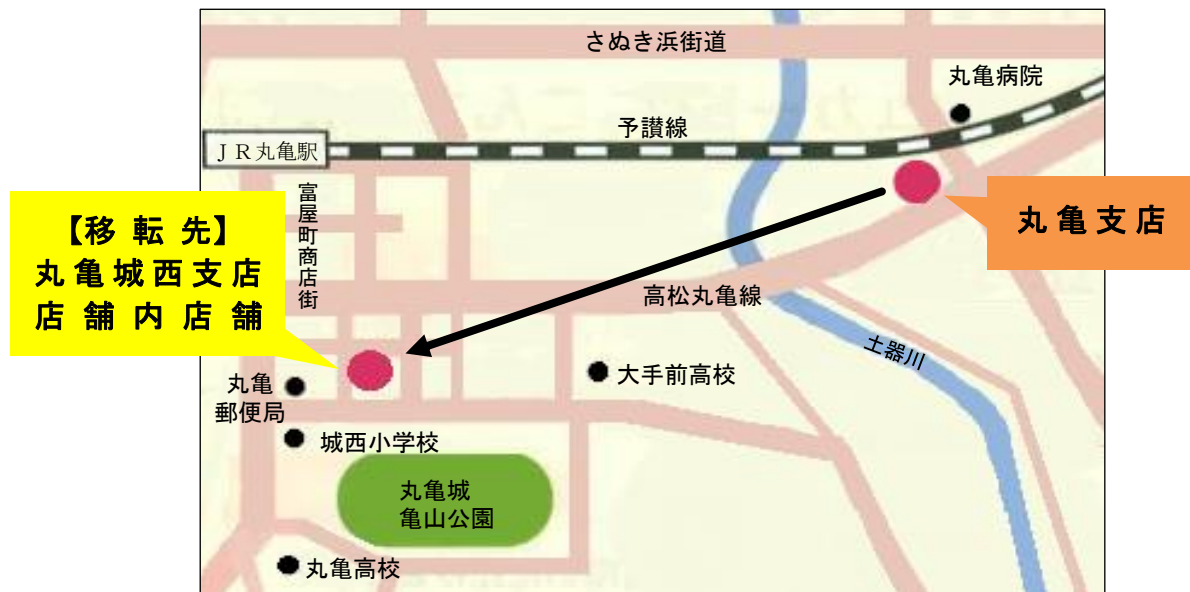 さぬき浜街道
丸亀病院
予讃線
ＪＲ丸亀駅
富屋町商店街
丸亀支店
【移転先】
丸亀城西支店
店舗内店舗
高松丸亀線
土器川
大手前高校
丸亀
郵便局
城西小学校
丸亀城
亀山公園
丸亀高校